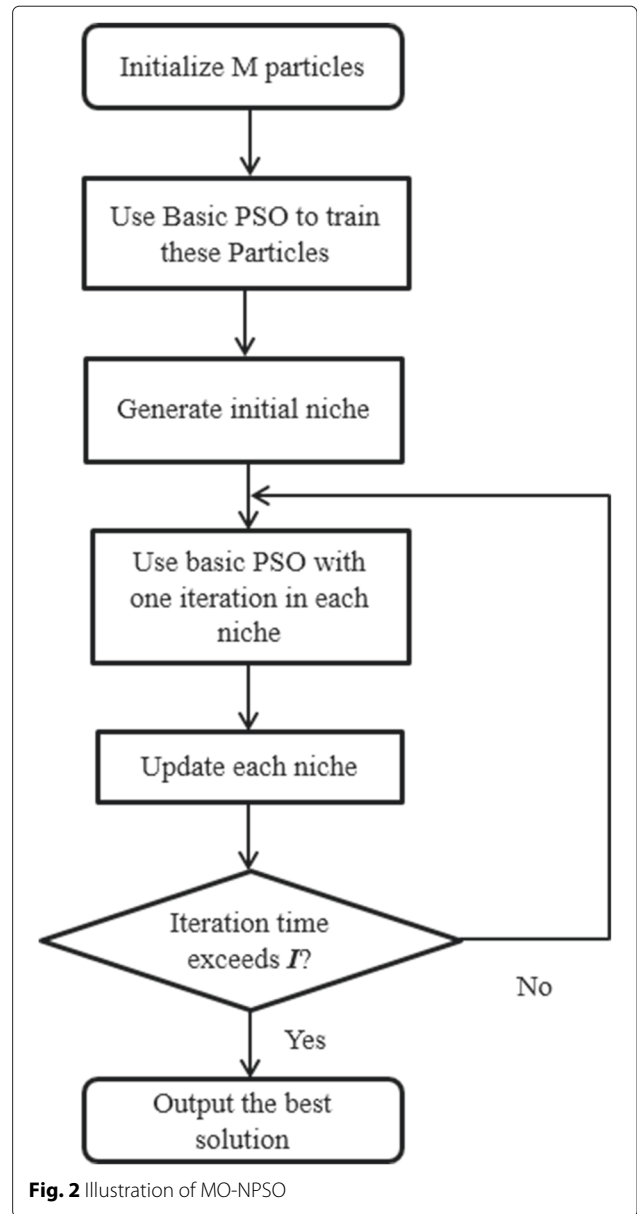 Initialize M particles
Use Basic PSO to train
these Particles
Generate initial niche
Use basic PSO with
one iteration in each
niche
Update each niche
Iteration time
exceeds I?
No
Yes
Output the best
solution
Fig. 2 Illustration of MO-NPSO